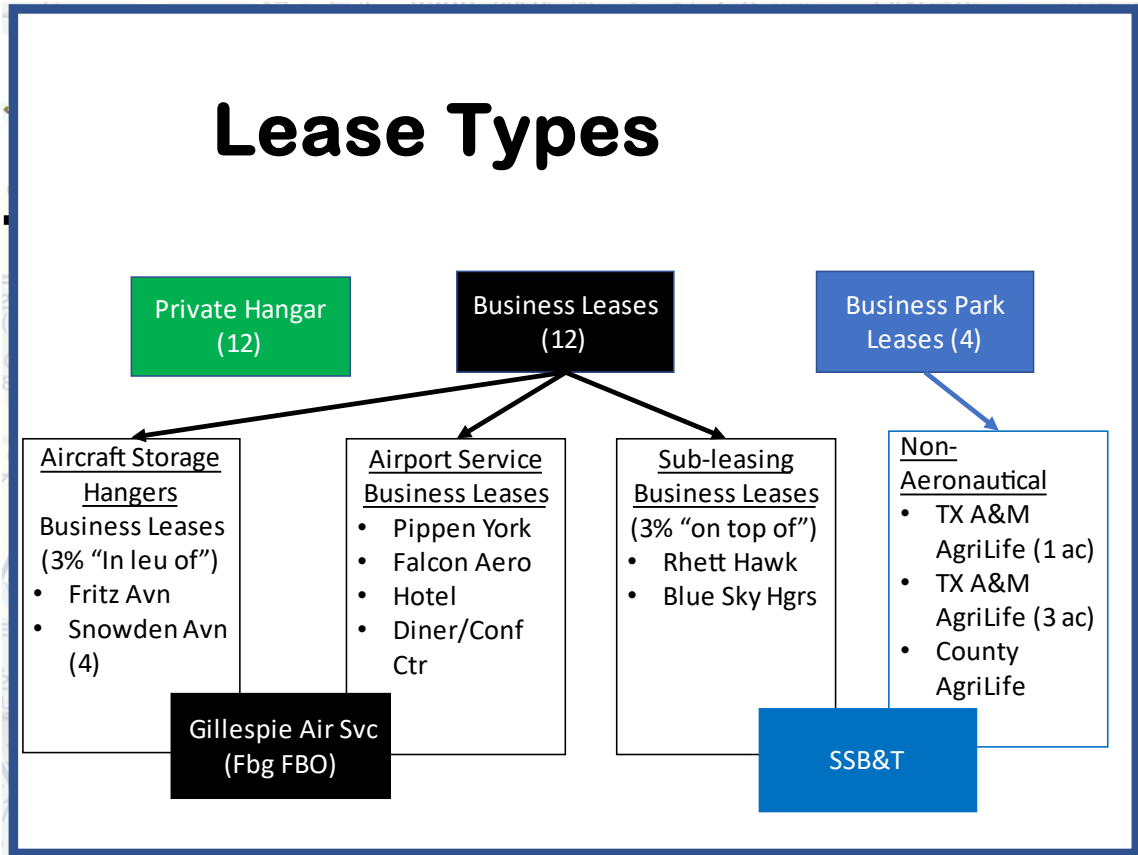 Lease Types
Private Hangar
(12)
Business Leases
(12)
Business Park
Leases (4)
Aircraft Storage
Hangers
Business Leases
(3% “In leu of”)
• Fritz Avn
• Snowden Avn
(4)
Airport Service
Business Leases
• Pippen York
• Falcon Aero
• Hotel
• Diner/Conf
Ctr
Sub-leasing
Business Leases
(3% “on top of”)
• Rhett Hawk
• Blue Sky Hgrs
Non-
Aeronautical
• TX A&M
AgriLife (1 ac)
• TX A&M
AgriLife (3 ac)
• County
AgriLife
Gillespie Air Svc
(Fbg FBO)
SSB&T